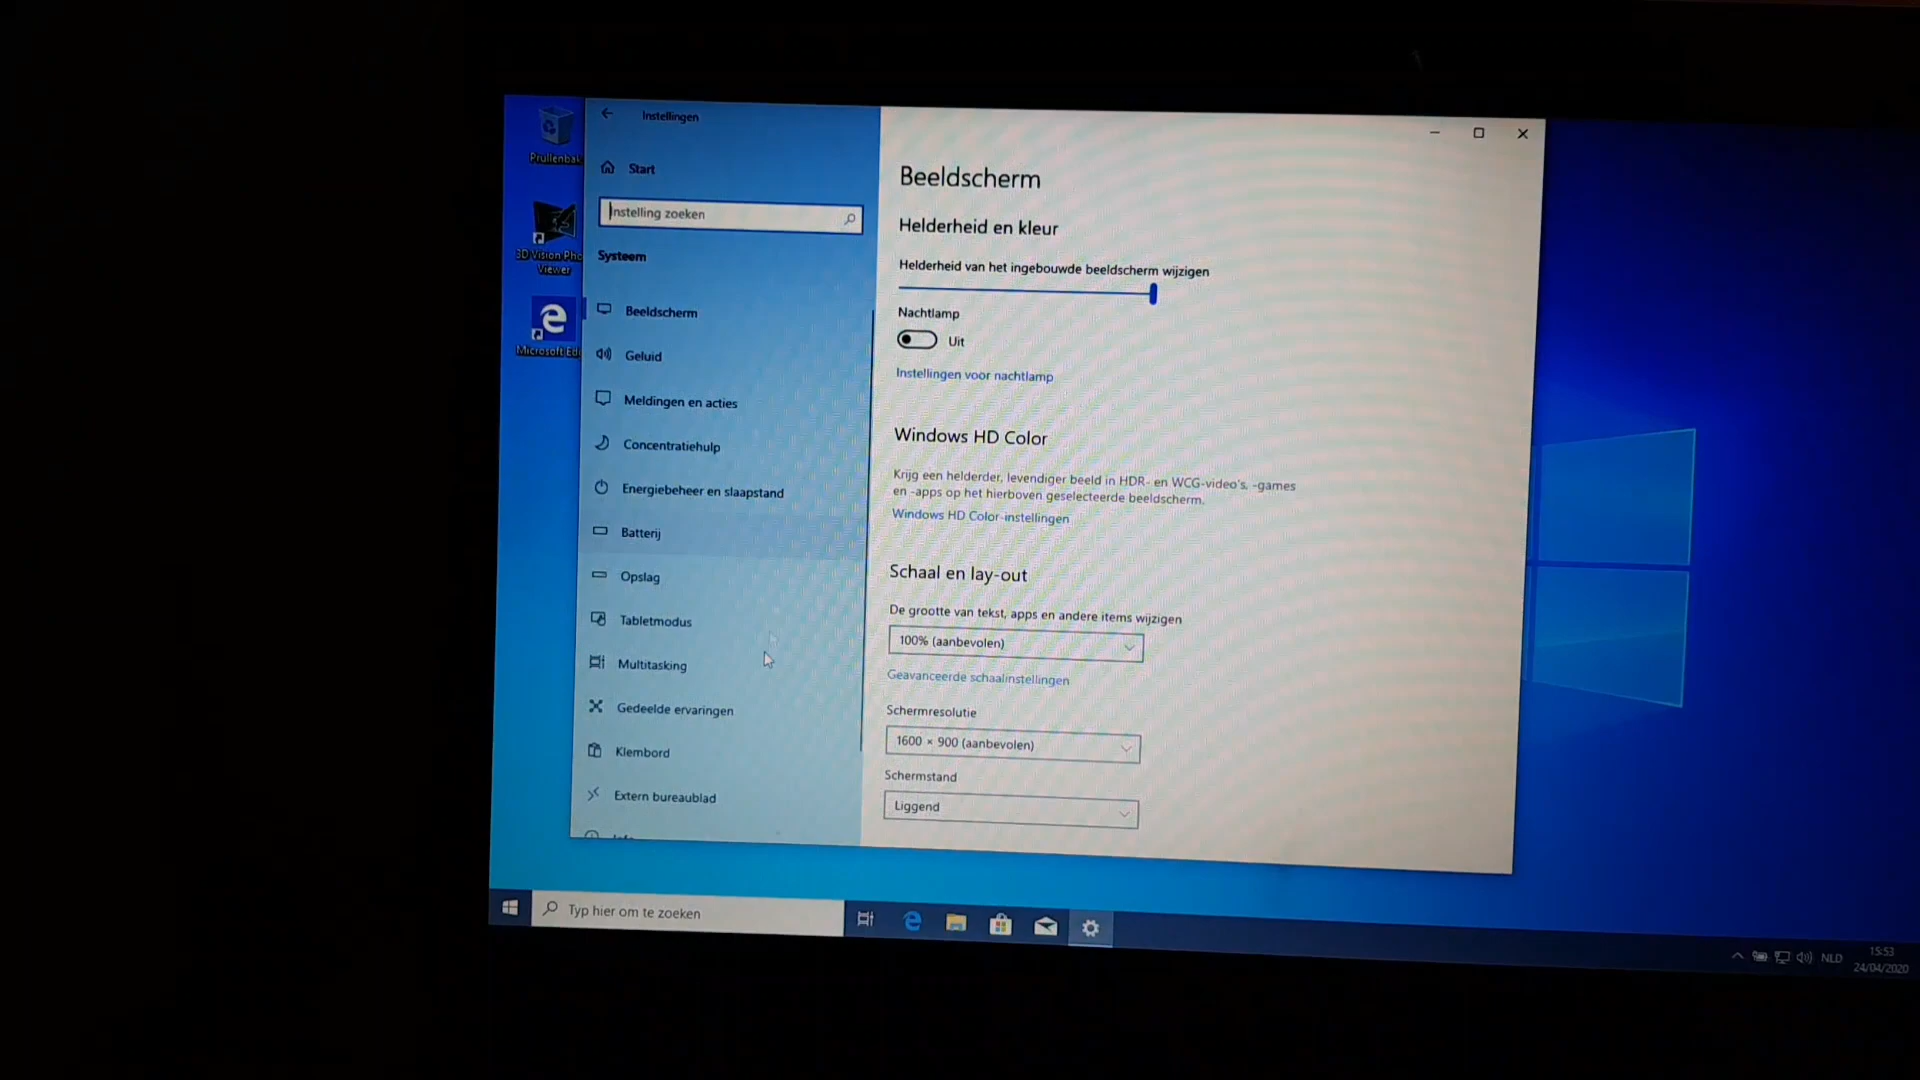 Instellingen
Start
Instelling zoeken
Systeem
Beeldscherm
Geluid
Meldingen en acties
Concentratiehulp
Energiebeheer en slaapstand
Batterij
Opslag
Tabletmodus
Multitasking
Gedeelde ervaringen
Klembord
Extern bureaublad
Beeldscherm
Helderheid en kleur
Helderheid van het ingebouwde beeldscherm wijzigen
Nachtlamp
Uit
Instellingen voor nachtlamp
Windows HD Color
Krijg een helderder, levendiger beeld in HDR- en WCG-video's, -games
en -apps op het hierboven geselecteerde beeldscherm.
Windows HD Color-instellingen
Schaal en lay-out
De grootte van tekst, apps en andere items wijzigen
100% (aanbevolen)
Geavanceerde schaalinstellingen
Schermresolutie
1600 × 900 (aanbevolen)
Schermstand
Liggend
Prullenbak
3D Vision Pho
Viewer
Microsoft Ed
Typ hier om te zoeken
NLD
15:53
24/04/2020